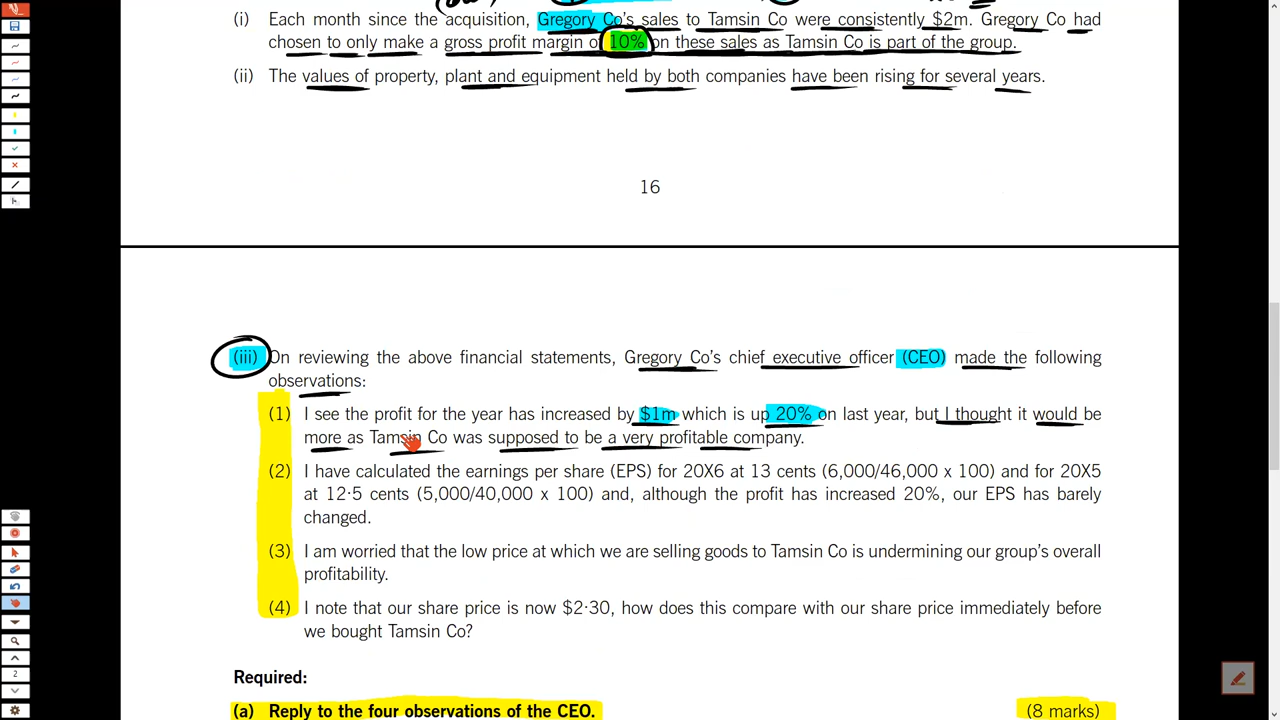 (i) Each month since the acquisition, Gregory Co's sales to Tamsin Co were consistently $2m. Gregory Co had
chosen to only make a gross profit margin of 10% on these sales as Tamsin Co is part of the group.
(ii) The values of property, plant and equipment held by both companies have been rising for several years.
16
(iii) On reviewing the above financial statements, Gregory Co's chief executive officer (CEO) made the following
observations:
(1) I see the profit for the year has increased by $1m which is up 20% on last year, but I thought it would be
more as Tamsin Co was supposed to be a very profitable company.
(2) I have calculated the earnings per share (EPS) for 20X6 at 13 cents (6,000/46,000 x 100) and for 20X5
at 12·5 cents (5,000/40,000 x 100) and, although the profit has increased 20%, our EPS has barely
changed.
(3) I am worried that the low price at which we are selling goods to Tamsin Co is undermining our group's overall
profitability.
(4) I note that our share price is now $2·30, how does this compare with our share price immediately before
we bought Tamsin Co?
Required:
(a) Reply to the four observations of the CEO. (8 marks)
2